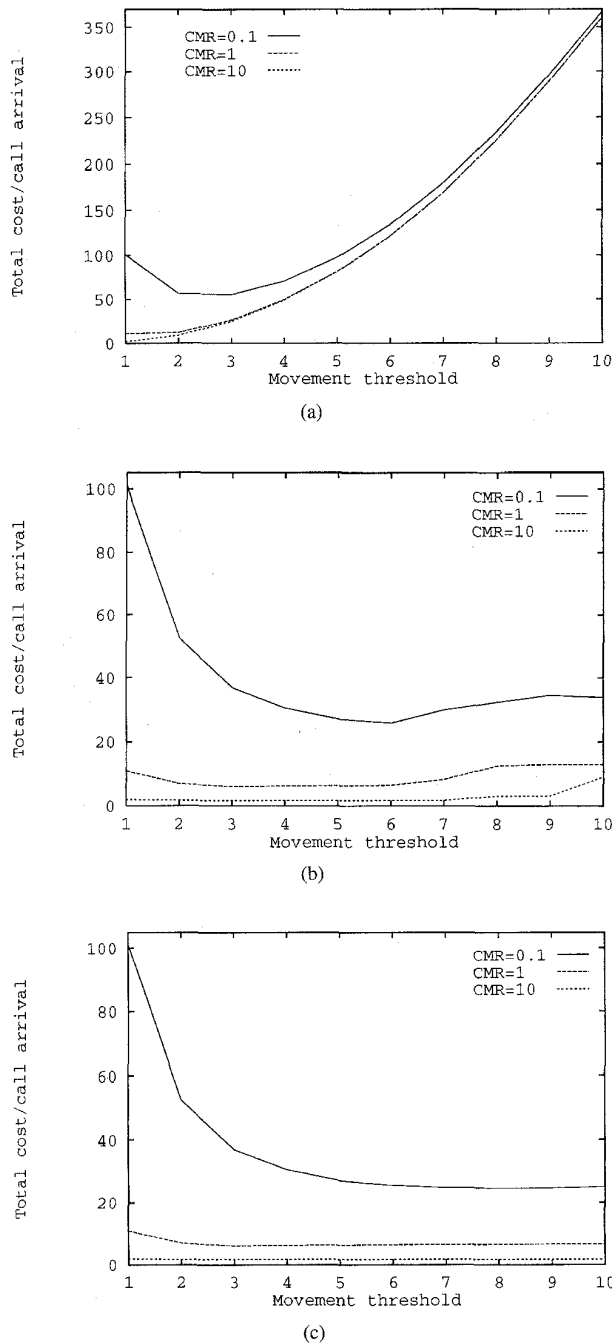 Total cost/call arrival
350
300
250
200
150
100
50
0
CMR=0.1
CMR=1
CMR=10
1 2 3 4 5 6 7 8 9 10
Movement threshold
(a)
Total cost/call arrival
100
80
60
40
20
0
CMR=0.1
CMR=1
CMR=10
1 2 3 4 5 6 7 8 9 10
Movement threshold
(b)
Total cost/call arrival
100
80
60
40
20
0
CMR=0.1
CMR=1
CMR=10
1 2 3 4 5 6 7 8 9 10
Movement threshold
(c)